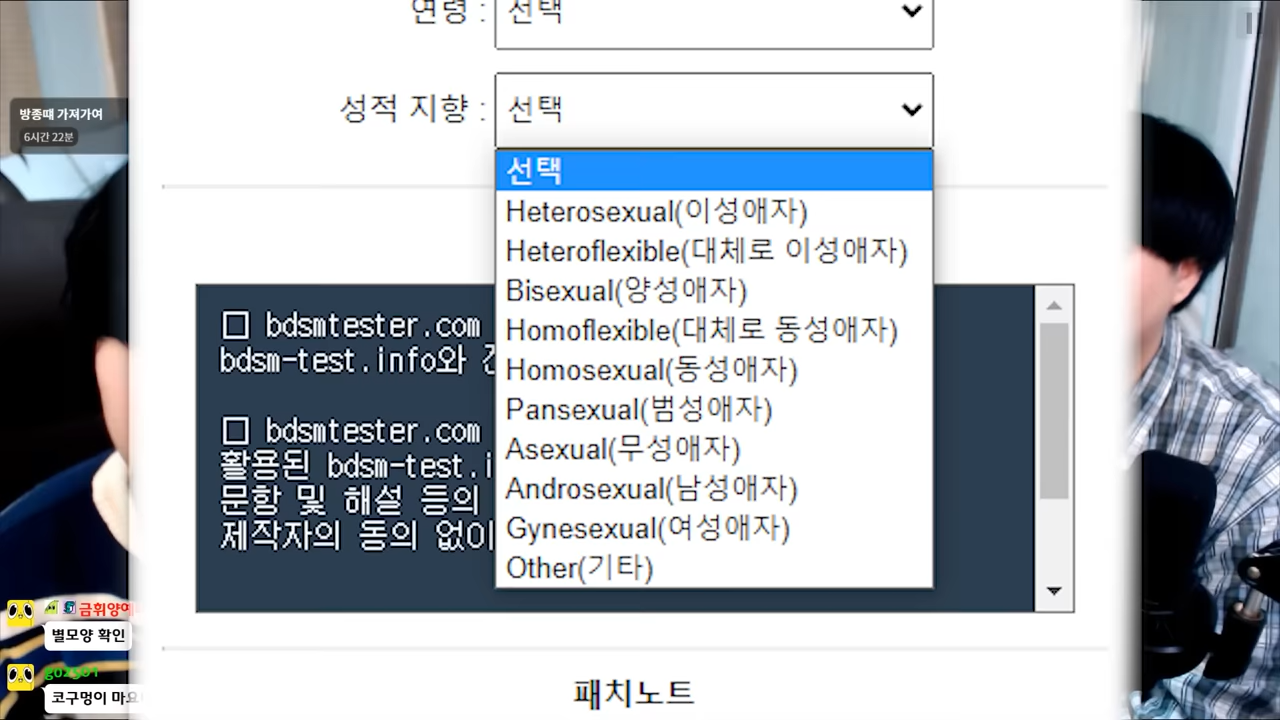 연령 : 선택
성적 지향 : 선택
선택
Heterosexual(이성애자)
Heteroflexible(대체로 이성애자)
Bisexual(양성애자)
Homoflexible(대체로 동성애자)
Homosexual(동성애자)
Pansexual(범성애자)
Asexual(무성애자)
Androsexual(남성애자)
Gynesexual(여성애자)
Other(기타)
방종때 가져가여
6시간 22분
□ bdsmtester.com
bdsm-test.info와
□ bdsmtester.com
활용된 bdsm-test.i
문항 및 해설 등의
제작자의 동의 없이
금휘양예
별모양 확인
go2309
코구멍이 마요
패치노트